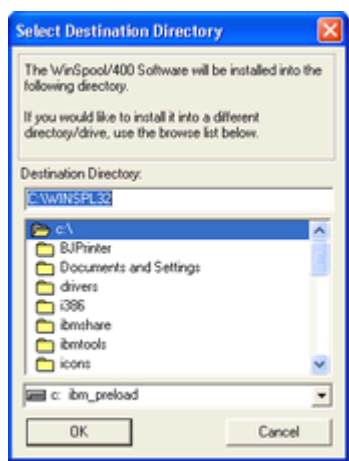 Select Destination Directory
The WinSpool/400 Software will be installed into the
following directory.
If you would like to install it into a different
directory/drive, use the browse list below.
Destination Directory:
C:\WINSPL32
c:\
BJPrinter
Documents and Settings
drivers
i386
ibmshare
ibmtools
icons
c: ibm_preload
OK
Cancel